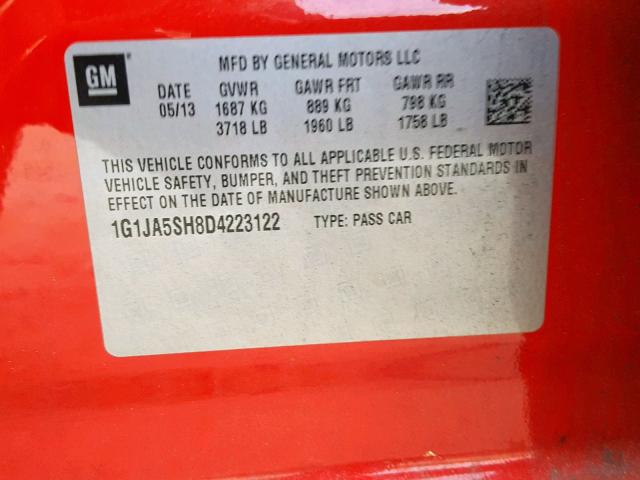 GM
MFD BY GENERAL MOTORS LLC
DATE GVWR GAWR FRT GAWR RR
05/13 1687 KG 889 KG 798 KG
3718 LB 1960 LB 1758 LB
THIS VEHICLE CONFORMS TO ALL APPLICABLE U.S. FEDERAL MOTOR
VEHICLE SAFETY, BUMPER, AND THEFT PREVENTION STANDARDS IN
EFFECT ON THE DATE OF MANUFACTURE SHOWN ABOVE.
1G1JA5SH8D4223122 TYPE: PASS CAR